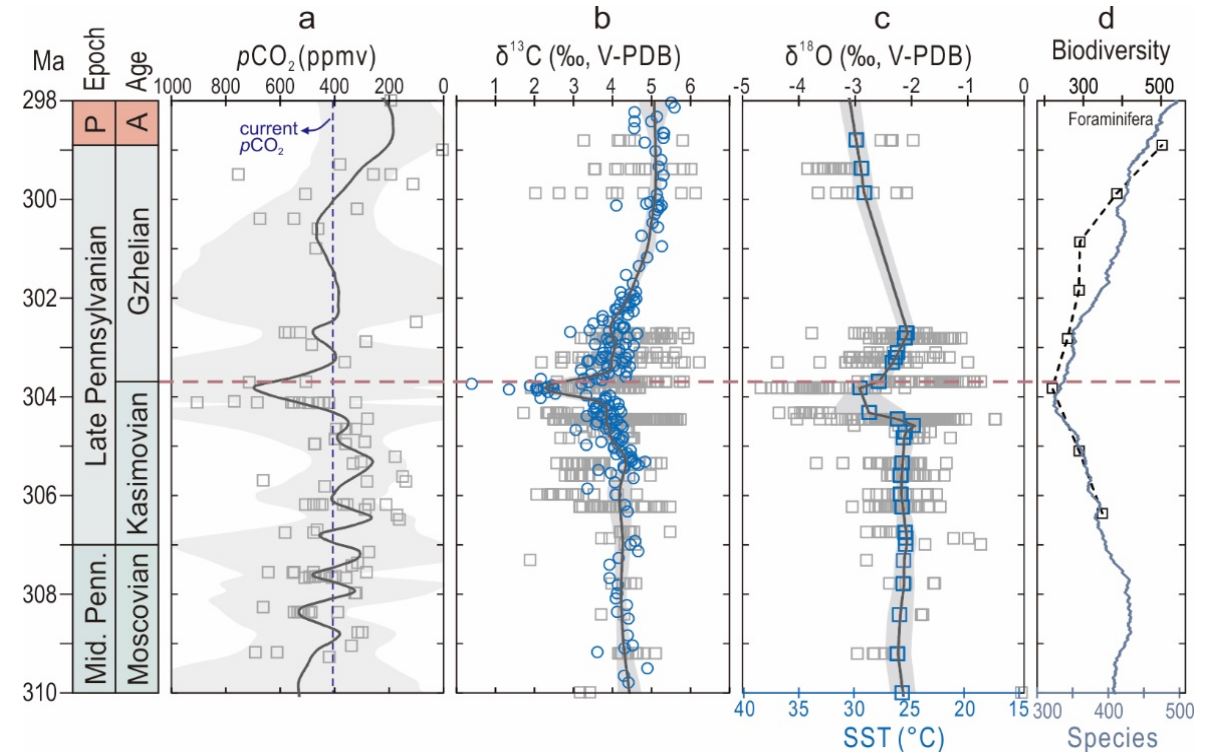 a b c d
Ma Epoch Age pCO₂ (ppmv) δ¹³C (‰, V-PDB) δ¹⁸O (‰, V-PDB) Biodiversity
1000 800 600 400 200 0 1 2 3 4 5 6 -5 -4 -3 -2 -1 0 300 500
298
P A
current
pCO₂
Foraminifera
300
302
304
306
308
310
Late Pennsylvanian
Mid. Penn.
Gzhelian
Kasimovian
Moscovian
40 35 30 25 20 15 300 400 500
SST (°C) Species